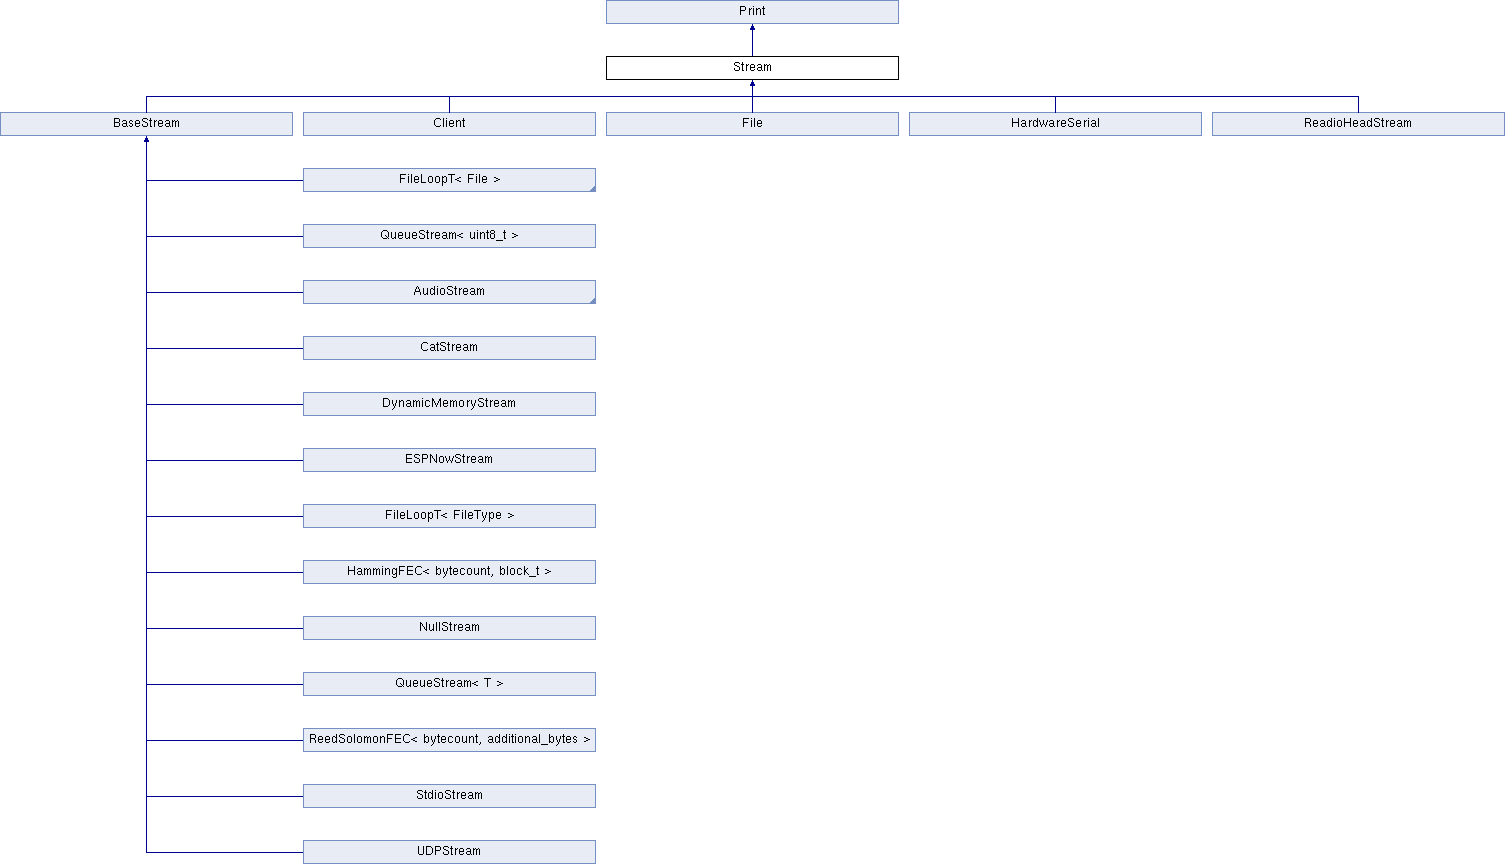 Print
Stream
BaseStream
Client
File
HardwareSerial
ReadioHeadStream
FileLoopT< File >
QueueStream< uint8_t >
AudioStream
CatStream
DynamicMemoryStream
ESPNowStream
FileLoopT< FileType >
HammingFEC< bytecount, block_t >
NullStream
QueueStream< T >
ReedSolomonFEC< bytecount, additional_bytes >
StdioStream
UDPStream